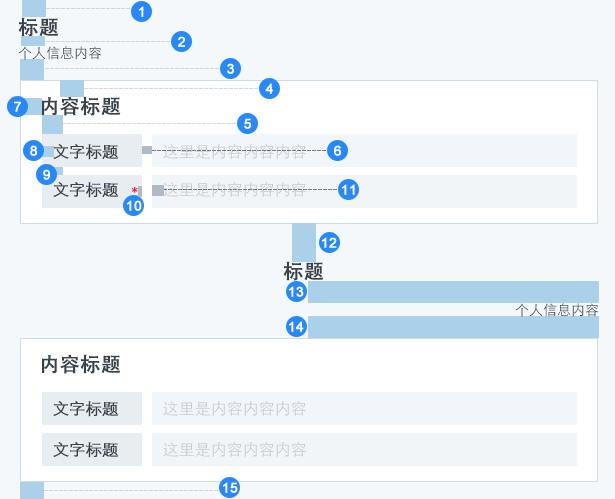 1
标题
2
个人信息内容
3
4
7 内容标题
5
8 文字标题 这里是内容内容内容 6
9
文字标题 * 这里是内容内容内容 11
10
12
标题
13
个人信息内容
14
内容标题
文字标题 这里是内容内容内容
文字标题 这里是内容内容内容
15